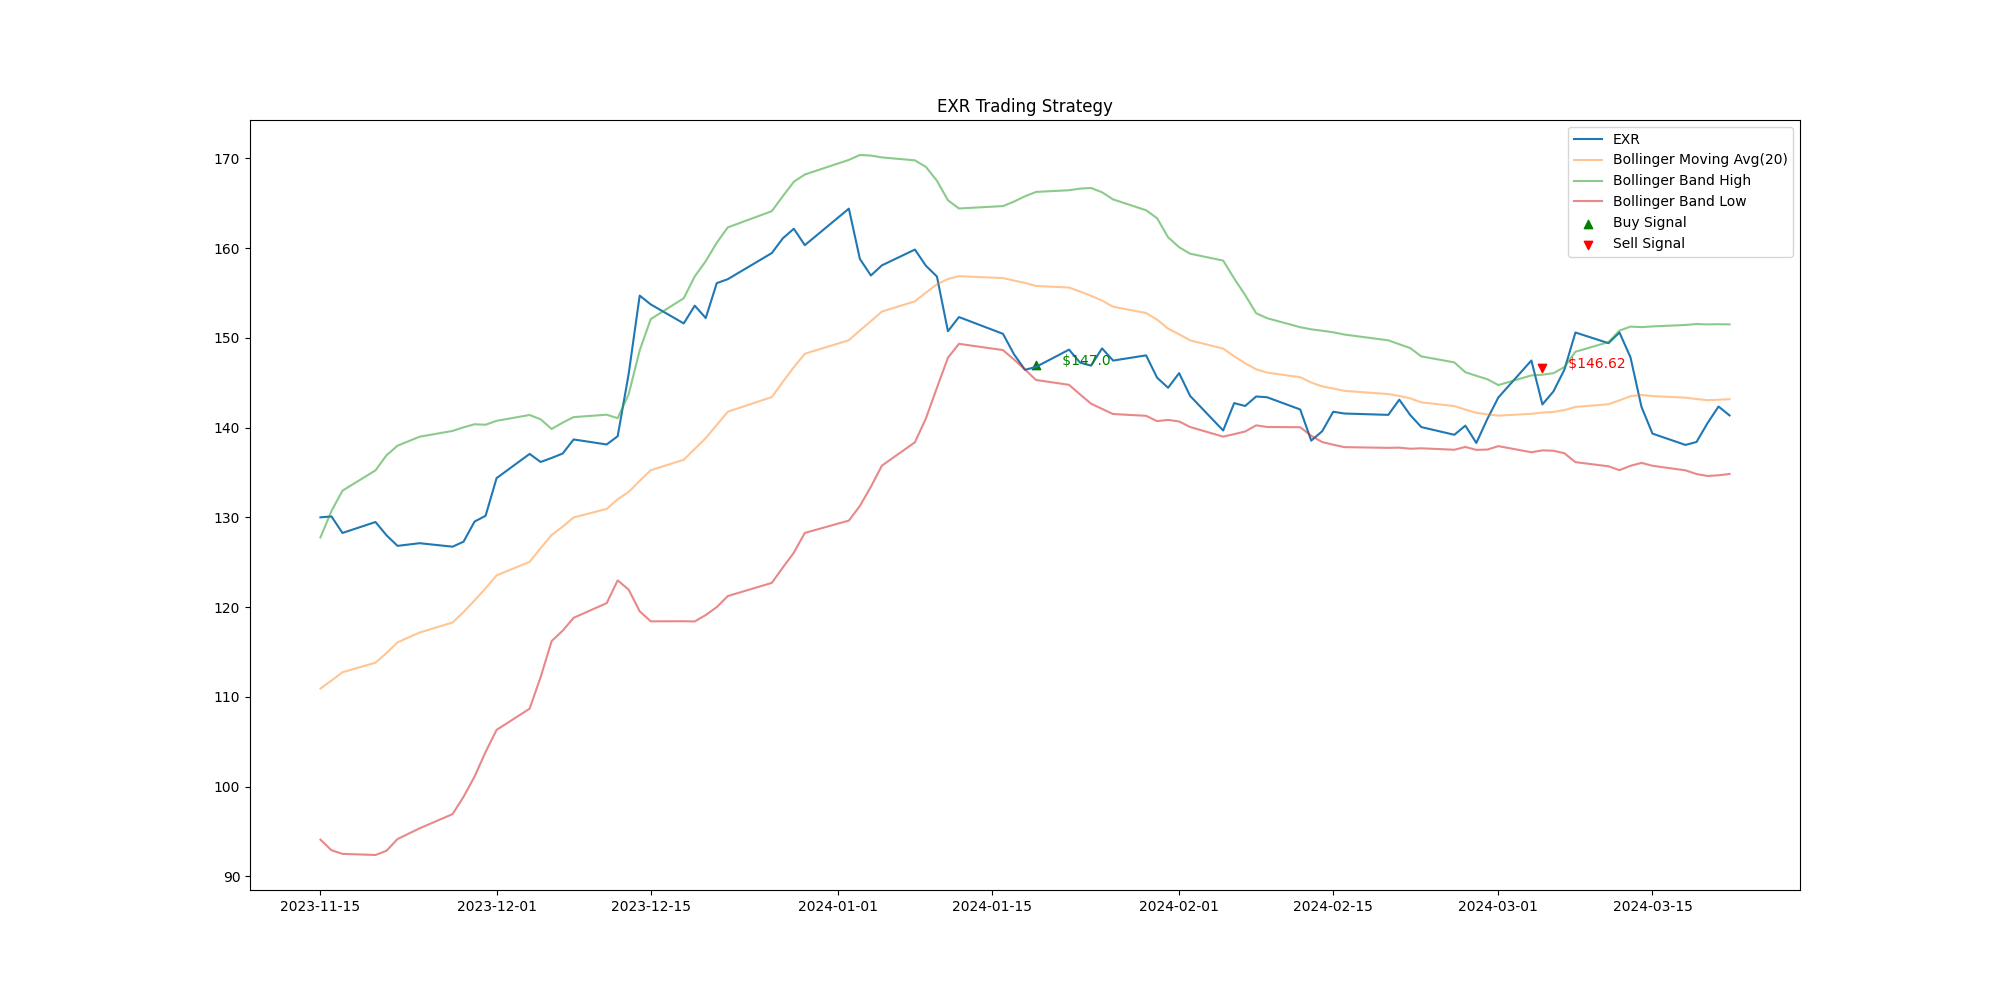 EXR Trading Strategy
EXR
Bollinger Moving Avg(20)
Bollinger Band High
Bollinger Band Low
Buy Signal
Sell Signal
170
160
150
140
130
120
110
100
90
$147.0
$146.62
2023-11-15
2023-12-01
2023-12-15
2024-01-01
2024-01-15
2024-02-01
2024-02-15
2024-03-01
2024-03-15